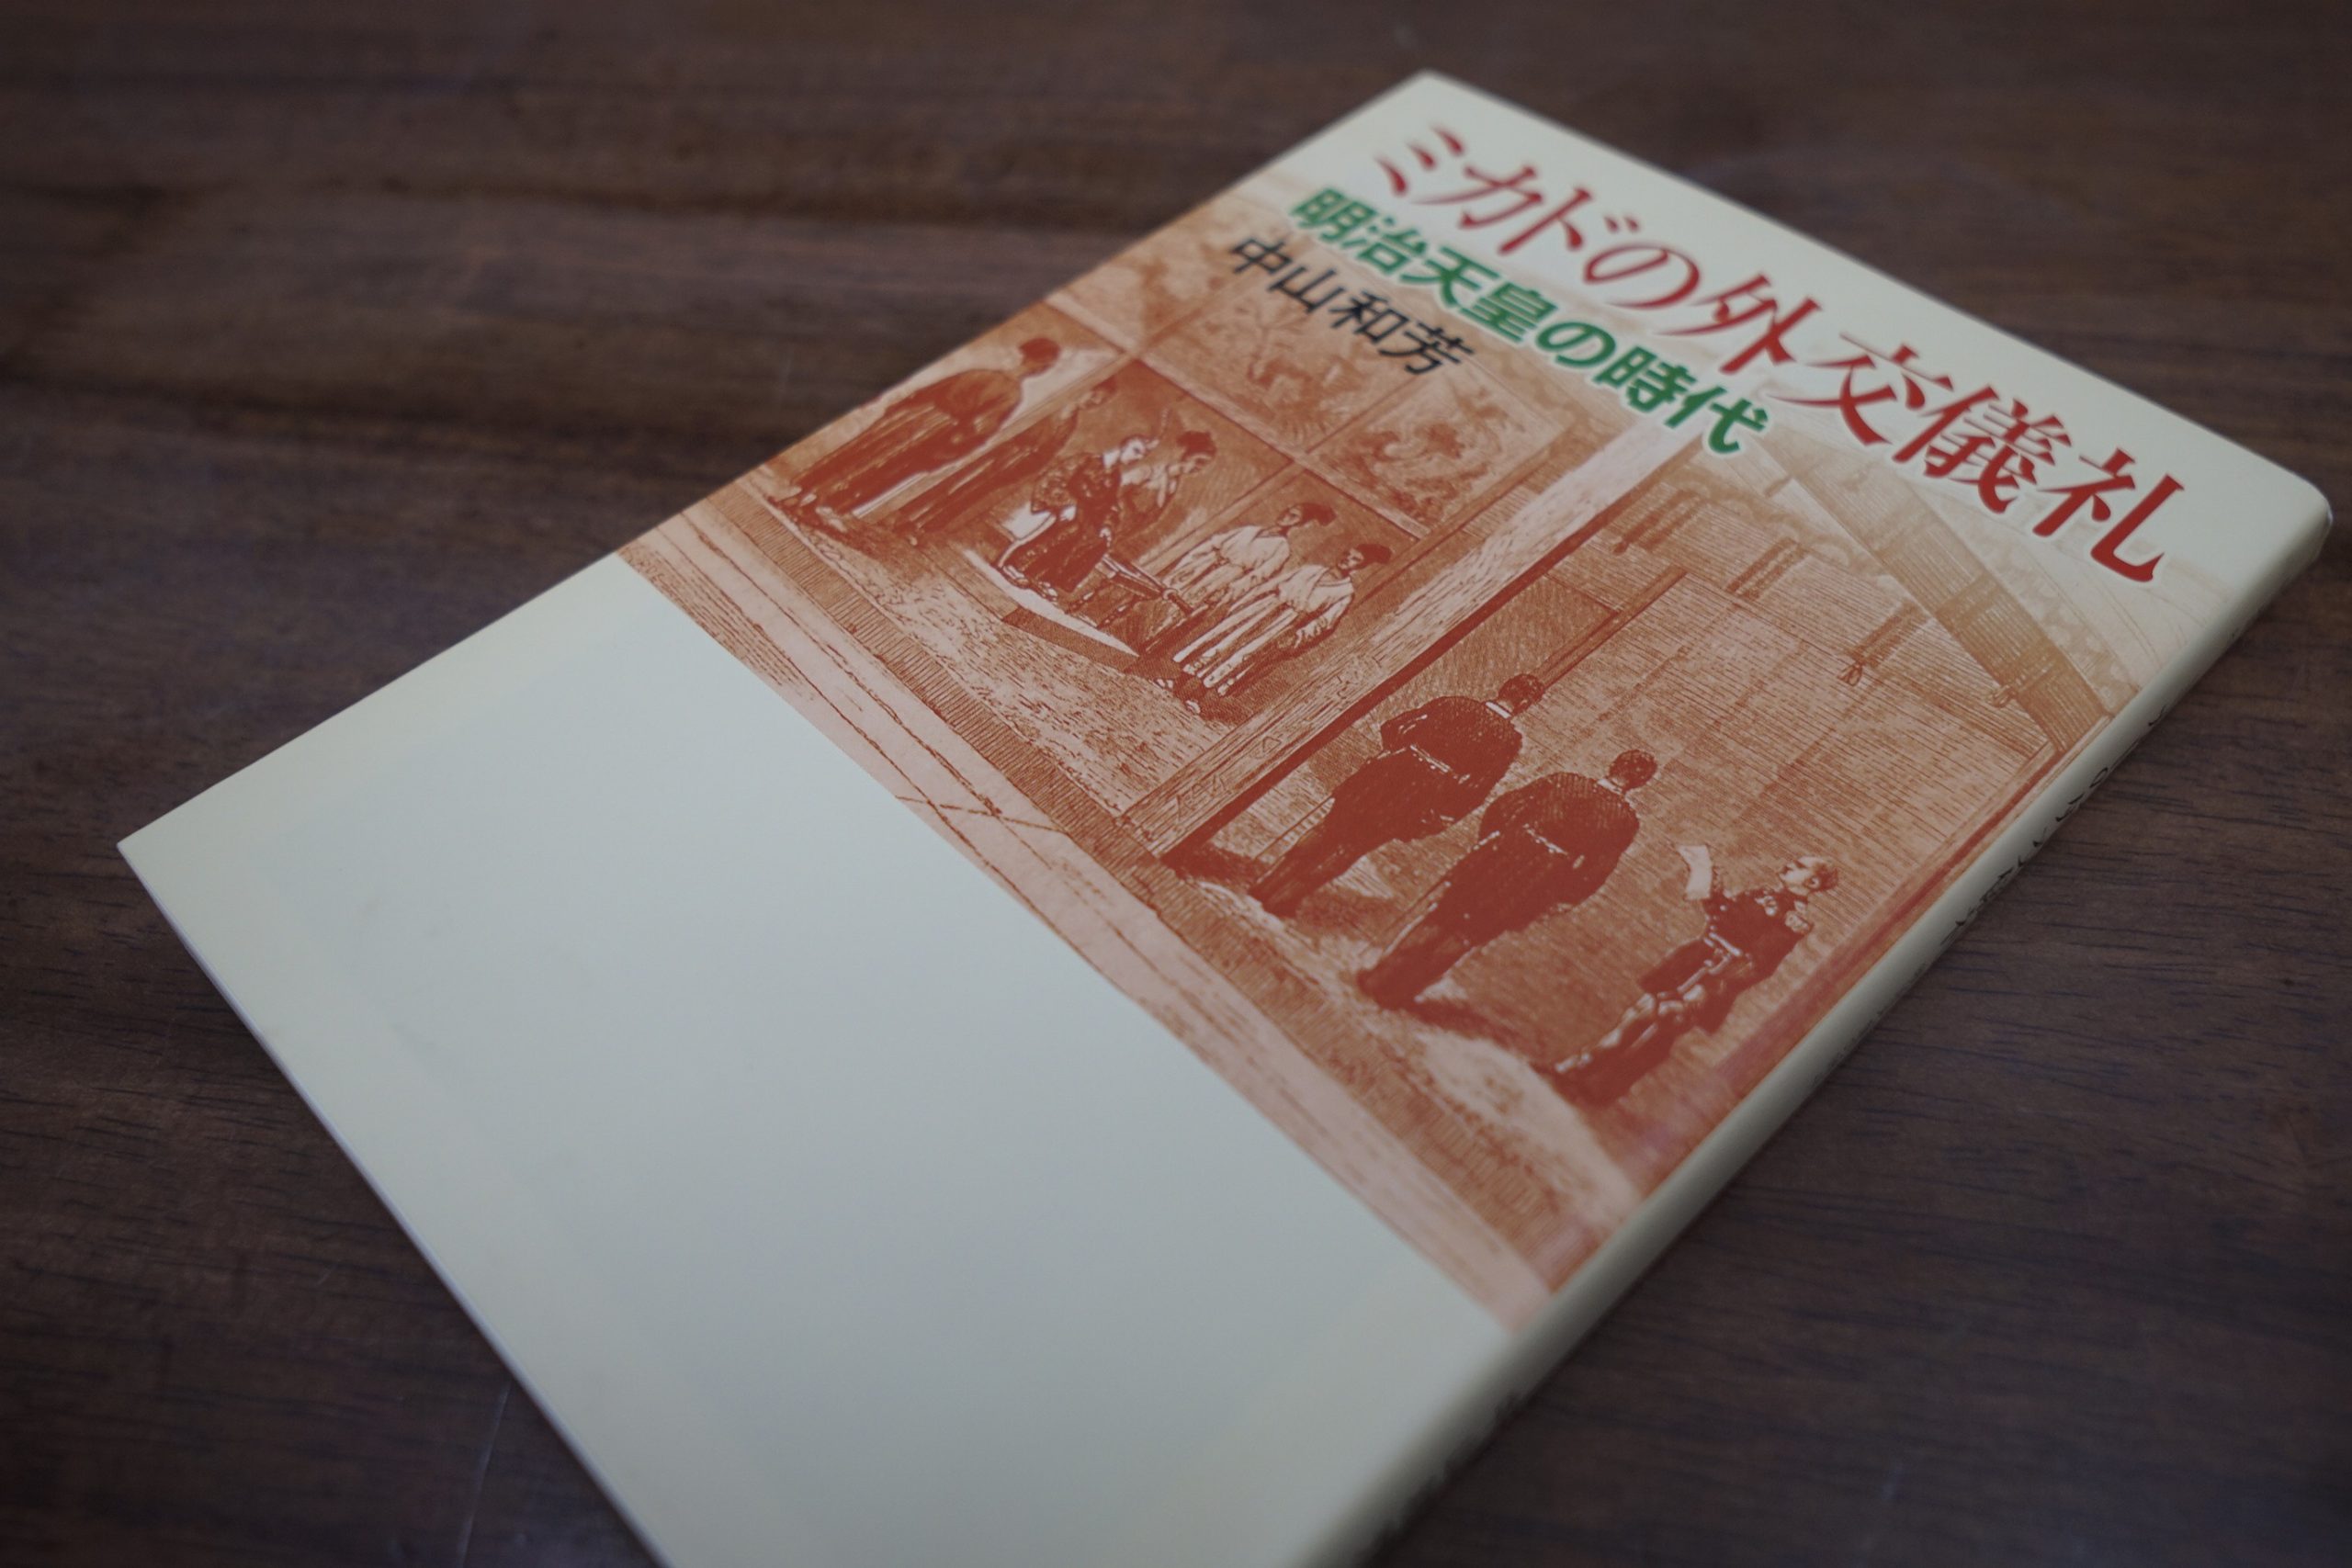 ミカドの外交儀礼
明治天皇の時代
中山和芳